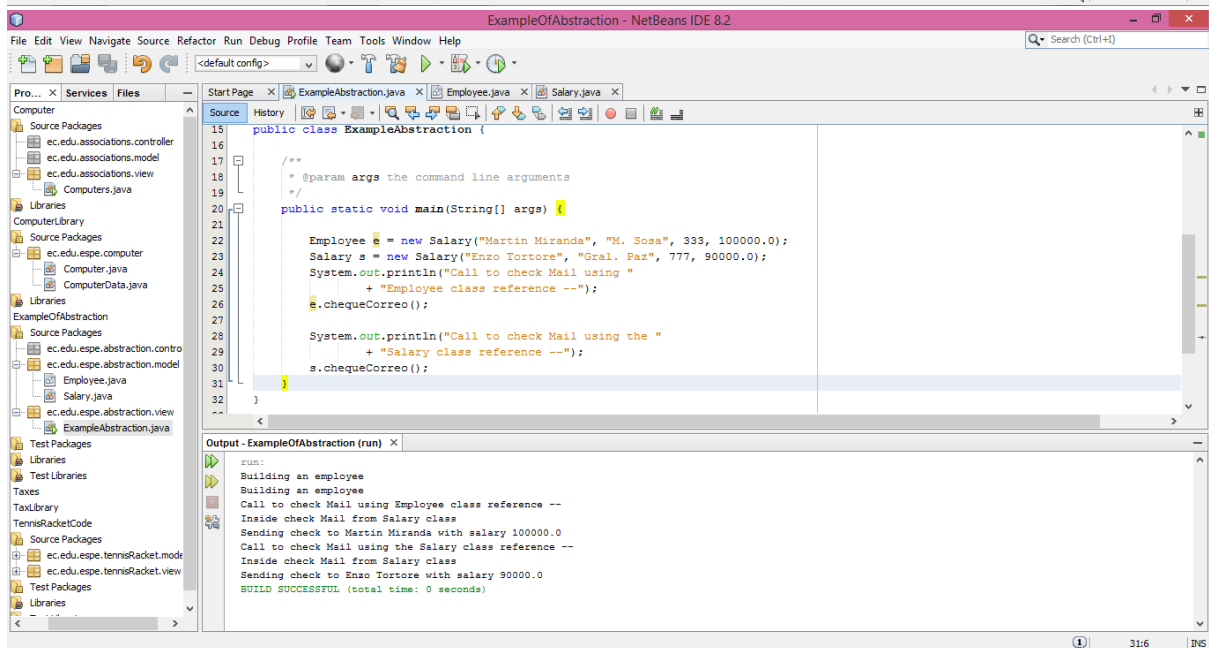 ExampleOfAbstraction - NetBeans IDE 8.2
File Edit View Navigate Source Refactor Run Debug Profile Team Tools Window Help
Search (Ctrl+I)
<default config>
Pro... Services Files
Start Page ExampleAbstraction.java Employee.java Salary.java
Source History
Computer
Source Packages
ec.edu.associations.controller
ec.edu.associations.model
ec.edu.associations.view
Computers.java
Libraries
ComputerLibrary
Source Packages
ec.edu.espe.computer
Computer.java
ComputerData.java
Libraries
ExampleOfAbstraction
Source Packages
ec.edu.espe.abstraction.contro
ec.edu.espe.abstraction.model
Employee.java
Salary.java
ec.edu.espe.abstraction.view
ExampleAbstraction.java
Test Packages
Libraries
Test Libraries
Taxes
TaxLibrary
TennisRacketCode
Source Packages
ec.edu.espe.tennisRacket.mode
ec.edu.espe.tennisRacket.view
Test Packages
Libraries
15 public class ExampleAbstraction {
16
17 /**
18 * @param args the command line arguments
19 */
20 public static void main(String[] args) {
21
22 Employee e = new Salary("Martin Miranda", "M. Sosa", 333, 100000.0);
23 Salary s = new Salary("Enzo Tortore", "Gral. Paz", 777, 90000.0);
24 System.out.println("Call to check Mail using "
25 + "Employee class reference --");
26 e.chequeCorreo();
27
28 System.out.println("Call to check Mail using the "
29 + "Salary class reference --");
30 s.chequeCorreo();
31 }
32 }
Output - ExampleOfAbstraction (run)
run:
Building an employee
Building an employee
Call to check Mail using Employee class reference --
Inside check Mail from Salary class
Sending check to Martin Miranda with salary 100000.0
Call to check Mail using the Salary class reference --
Inside check Mail from Salary class
Sending check to Enzo Tortore with salary 90000.0
BUILD SUCCESSFUL (total time: 0 seconds)
1 31:6 INS